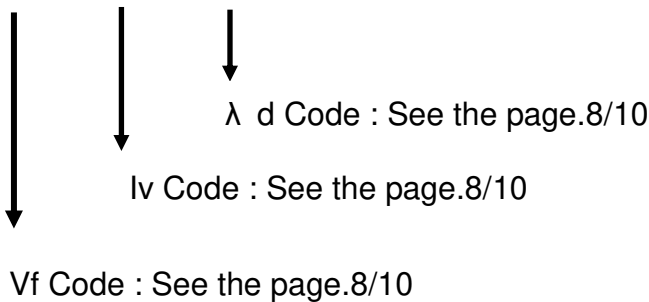 λ d Code : See the page.8/10
Iv Code : See the page.8/10
Vf Code : See the page.8/10